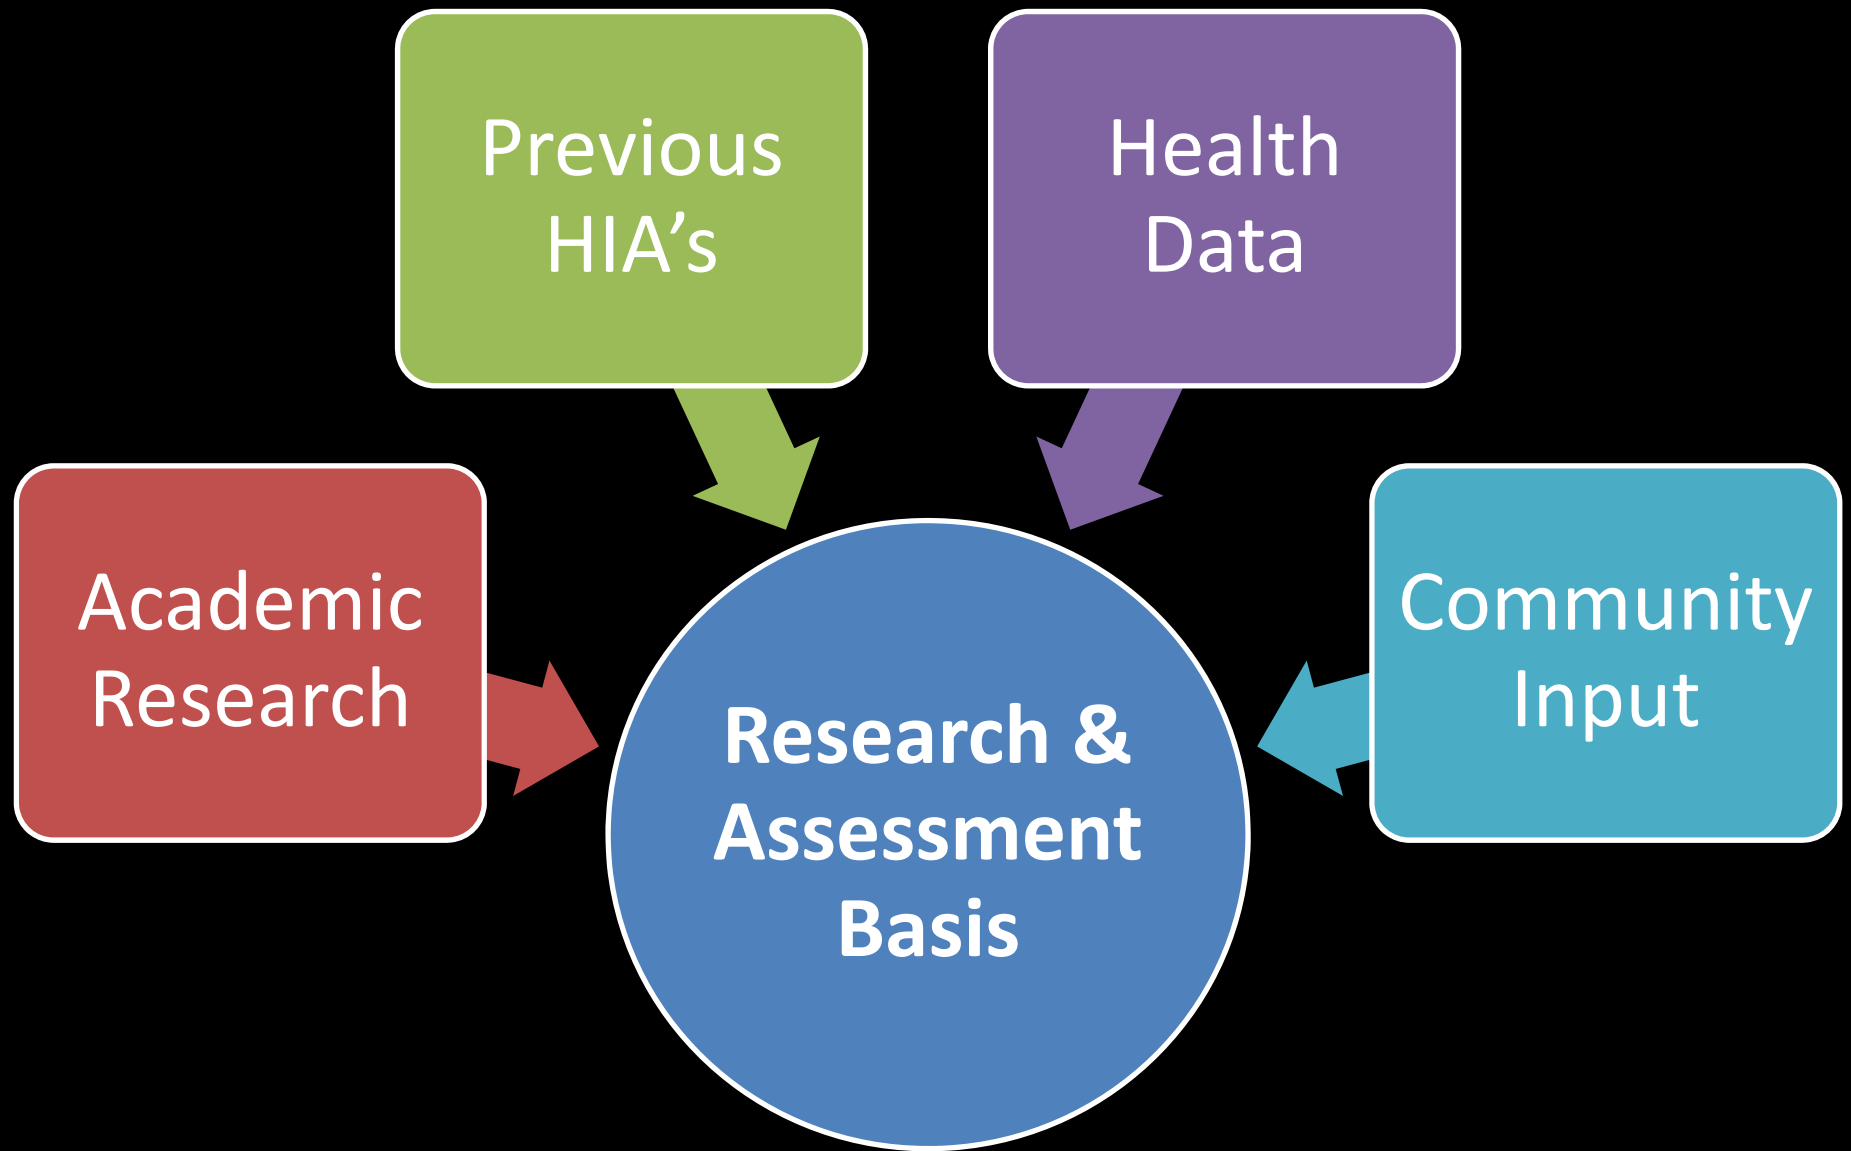 Previous
HIA’s
Health
Data
Academic
Research
Community
Input
Research &
Assessment
Basis